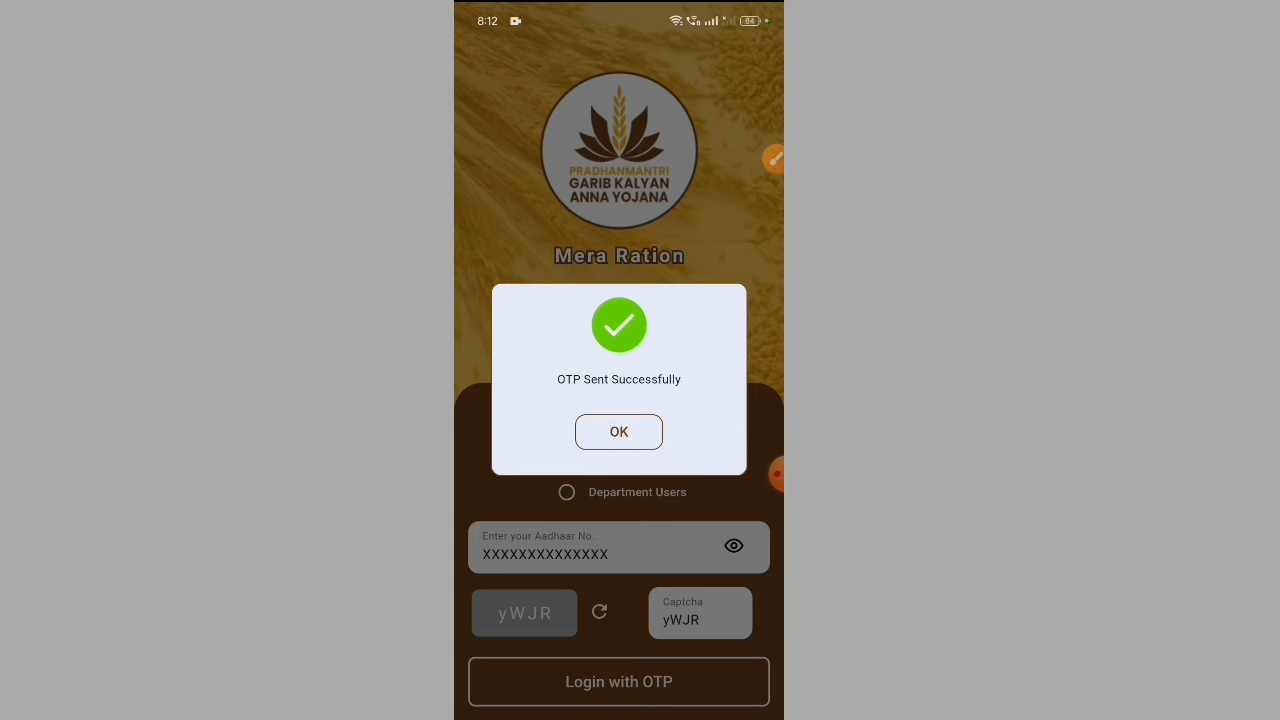 8:12
84
PRADHANMANTRI
GARIB KALYAN
ANNA YOJANA
Mera Ration
OTP Sent Successfully
OK
Department Users
Enter your Aadhaar No.
XXXXXXXXXXXXXX
yWJR
Captcha
yWJR
Login with OTP